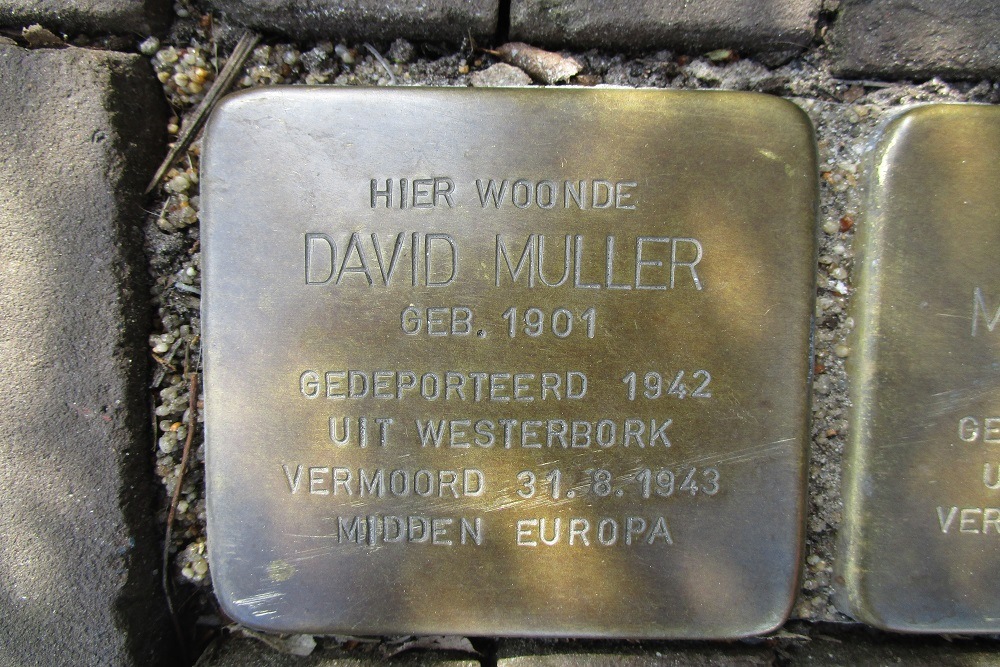 HIER WOONDE
DAVID MULLER
GEB. 1901
GEDEPORTEERD 1942
UIT WESTERBORK
VERMOORD 31.8.1943
MIDDEN EUROPA